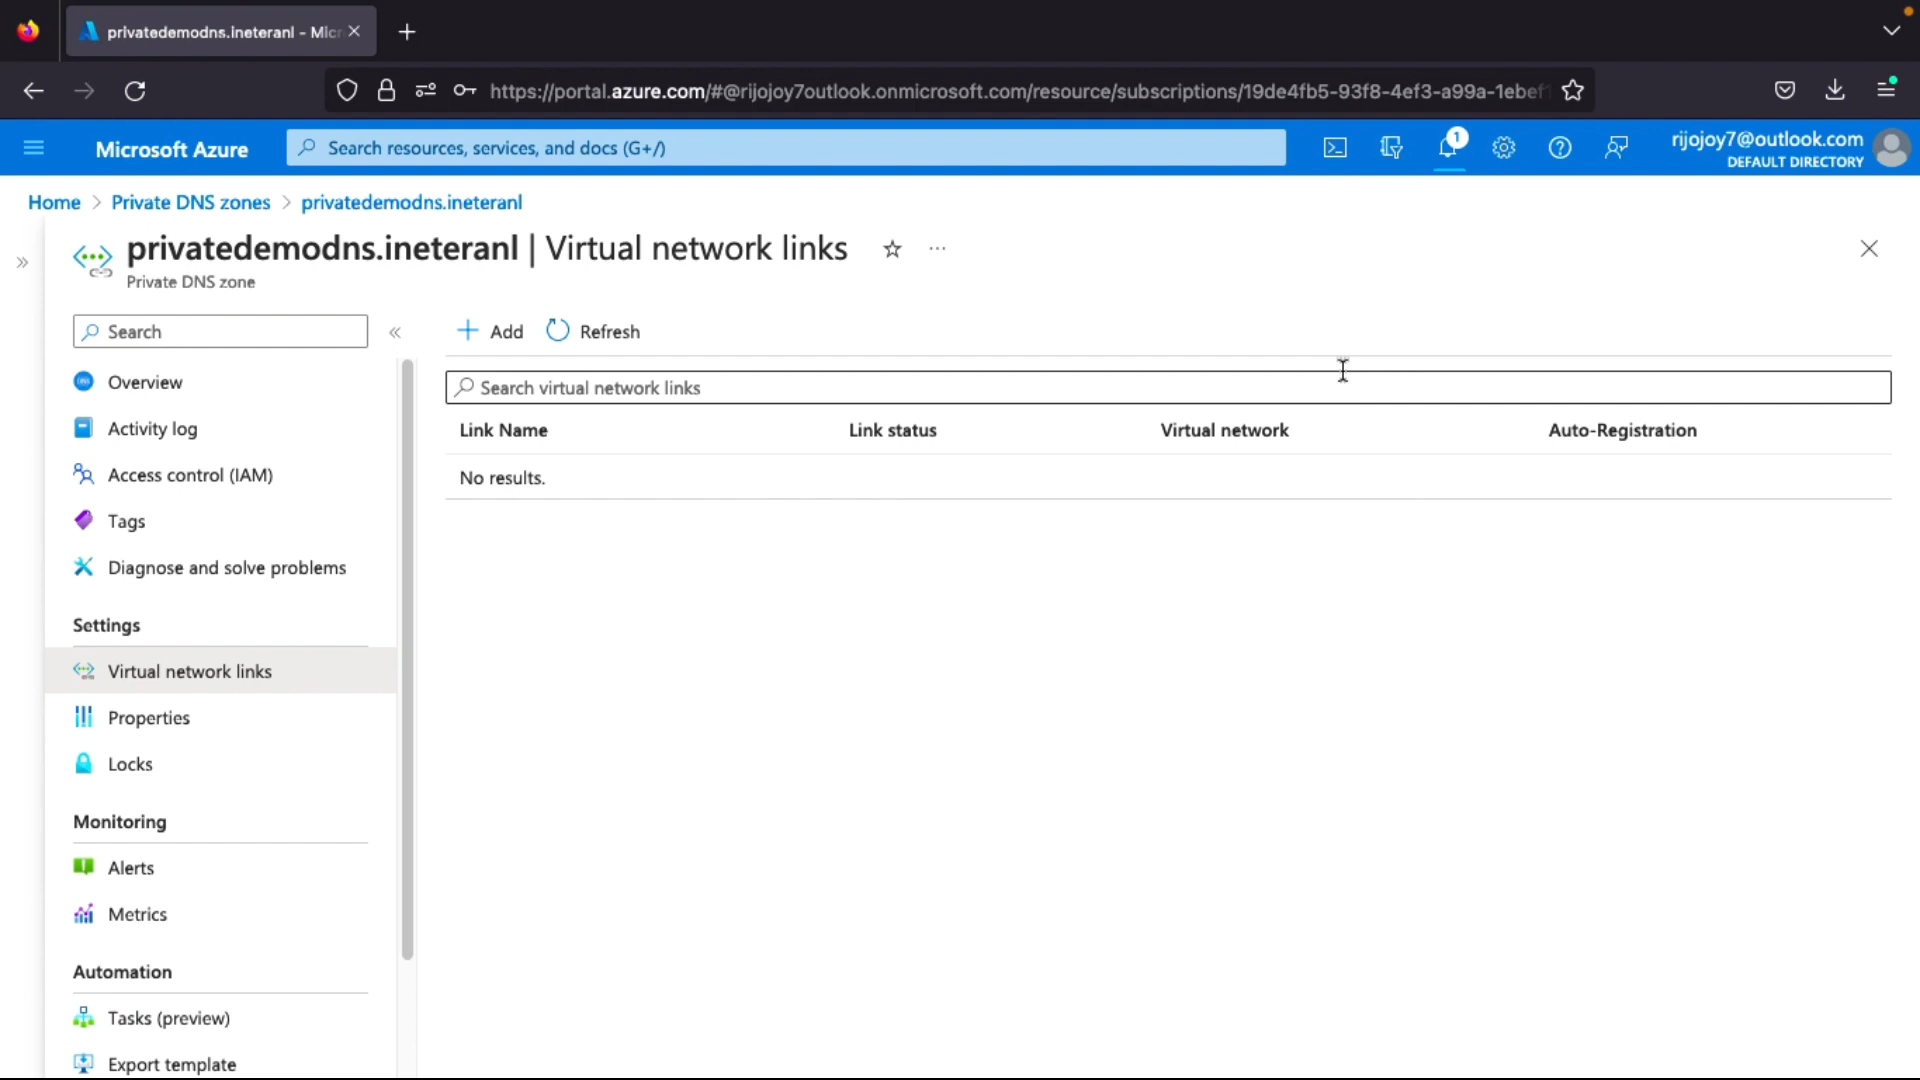 privatedemodns.ineteranl - Micr
https://portal.azure.com/#@rijojoy7outlook.onmicrosoft.com/resource/subscriptions/19de4fb5-93f8-4ef3-a99a-1ebef
Microsoft Azure
Search resources, services, and docs (G+/)
1
rijojoy7@outlook.com
DEFAULT DIRECTORY
Home > Private DNS zones > privatedemodns.ineteranl
privatedemodns.ineteranl | Virtual network links
Private DNS zone
Search
Add
Refresh
Search virtual network links
Link Name Link status Virtual network Auto-Registration
No results.
Overview
Activity log
Access control (IAM)
Tags
Diagnose and solve problems
Settings
Virtual network links
Properties
Locks
Monitoring
Alerts
Metrics
Automation
Tasks (preview)
Export template